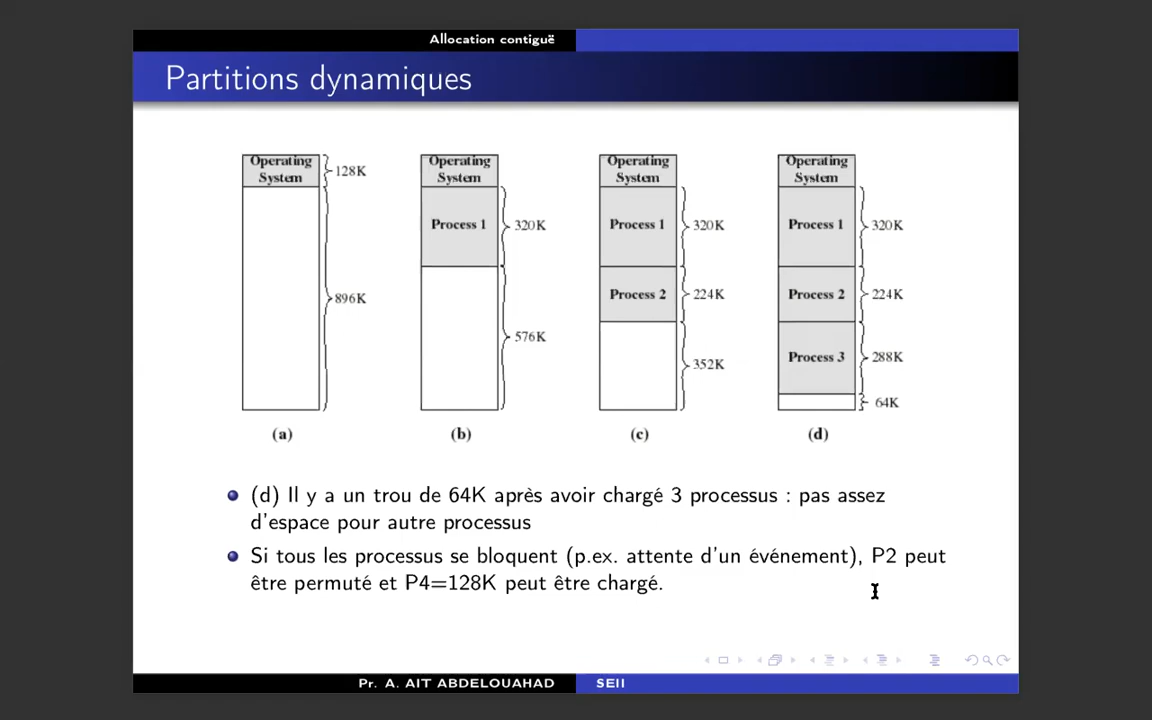 Allocation contiguë
Partitions dynamiques
Operating System 128K
896K
(a)
Operating System
Process 1 320K
576K
(b)
Operating System
Process 1 320K
Process 2 224K
352K
(c)
Operating System
Process 1 320K
Process 2 224K
Process 3 288K
64K
(d)
(d) Il y a un trou de 64K après avoir chargé 3 processus : pas assez
d'espace pour autre processus
Si tous les processus se bloquent (p.ex. attente d'un événement), P2 peut
être permuté et P4=128K peut être chargé.
Pr. A. AIT ABDELOUAHAD SEII